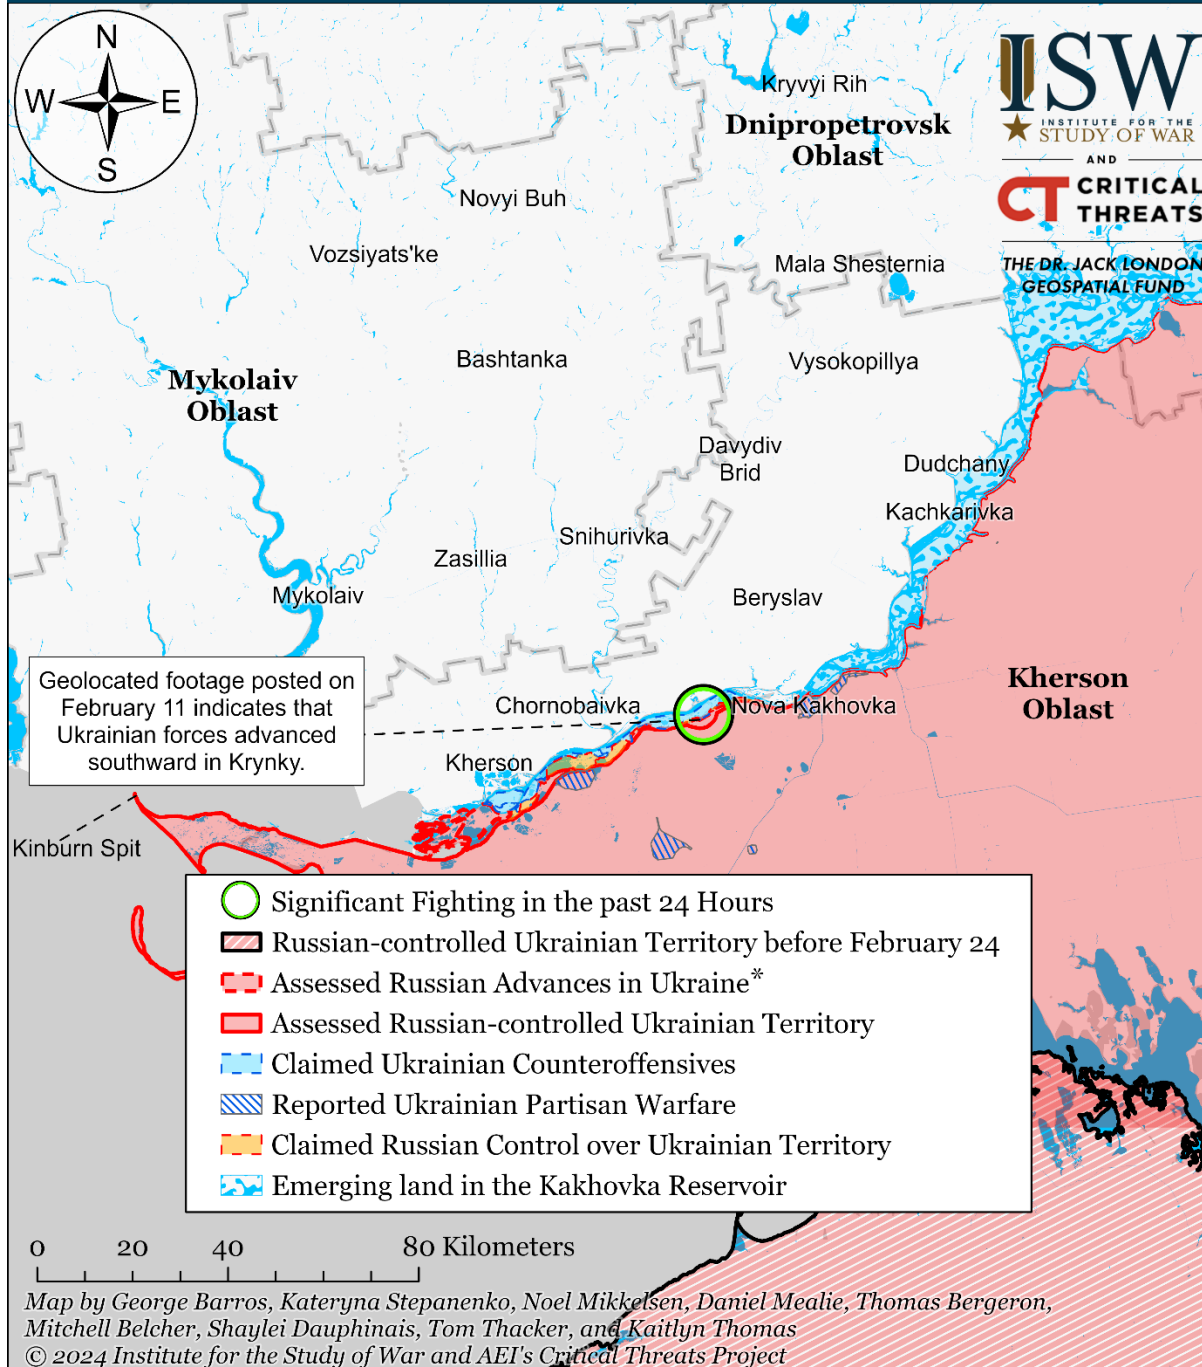 N
W
E
S
Kryvyi Rih
Dnipropetrovsk
Oblast
ISW
INSTITUTE FOR THE
STUDY OF WAR
AND
CT CRITICAL
THREATS
THE DR. JACK LONDON
GEOSPATIAL FUND
Novyi Buh
Vozsiyats'ke
Mala Shesternia
Bashtanka
Vysokopillya
Mykolaiv
Oblast
Davydiv
Brid
Dudchany
Kachkarivka
Snihurivka
Zasillia
Mykolaiv
Beryslav
Geolocated footage posted on
February 11 indicates that
Ukrainian forces advanced
southward in Krynky.
Chornobaivka
Nova Kakhovka
Kherson
Oblast
Kherson
Kinburn Spit
Significant Fighting in the past 24 Hours
Russian-controlled Ukrainian Territory before February 24
Assessed Russian Advances in Ukraine*
Assessed Russian-controlled Ukrainian Territory
Claimed Ukrainian Counteroffensives
Reported Ukrainian Partisan Warfare
Claimed Russian Control over Ukrainian Territory
Emerging land in the Kakhovka Reservoir
0 20 40 80 Kilometers
Map by George Barros, Kateryna Stepanenko, Noel Mikkelsen, Daniel Mealie, Thomas Bergeron,
Mitchell Belcher, Shaylei Dauphinais, Tom Thacker, and Kaitlyn Thomas
© 2024 Institute for the Study of War and AEI's Critical Threats Project